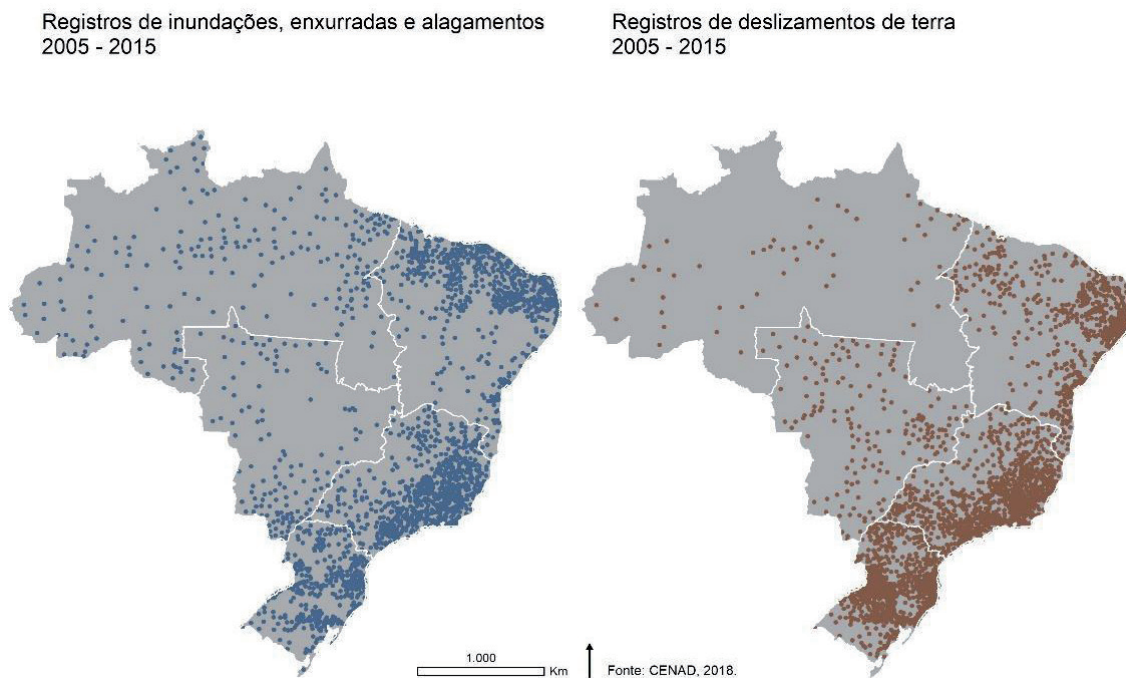 Registros de inundações, enxurradas e alagamentos
2005 - 2015
Registros de deslizamentos de terra
2005 - 2015
1.000
Km
Fonte: CENAD, 2018.